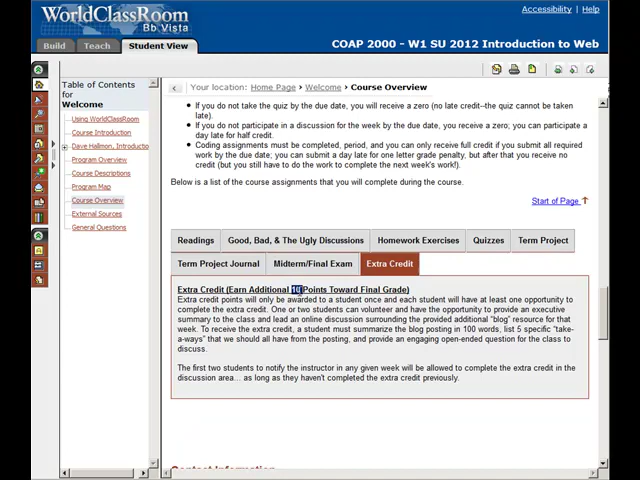 WorldClassRoom
Bb Vista
Accessibility | Help
Build
Teach
Student View
COAP 2000 - W1 SU 2012 Introduction to Web
Table of Contents
for
Welcome
Using WorldClassRoom
Course Introduction
Dave Hallmon, Introductio
Program Overview
Course Descriptions
Program Map
Course Overview
External Sources
General Questions
Your location: Home Page › Welcome › Course Overview
• If you do not take the quiz by the due date, you will receive a zero (no late credit--the quiz cannot be taken
late).
• If you do not participate in a discussion for the week by the due date, you receive a zero; you can participate a
day late for half credit.
• Coding assignments must be completed, period, and you can only receive full credit if you submit all required
work by the due date; you can submit a day late for one letter grade penalty, but after that you receive no
credit (but you still have to do the work to complete the next week's work!).
Below is a list of the course assignments that you will complete during the course.
Start of Page
Readings
Good, Bad, & The Ugly Discussions
Homework Exercises
Quizzes
Term Project
Term Project Journal
Midterm/Final Exam
Extra Credit
Extra Credit (Earn Additional 10 Points Toward Final Grade)
Extra credit points will only be awarded to a student once and each student will have at least one opportunity to
complete the extra credit. One or two students can volunteer and have the opportunity to provide an executive
summary to the class and lead an online discussion surrounding the provided additional "blog" resource for that
week. To receive the extra credit, a student must summarize the blog posting in 100 words, list 5 specific "take-
a-ways" that we should all have from the posting, and provide an engaging open-ended question for the class to
discuss.
The first two students to notify the instructor in any given week will be allowed to complete the extra credit in the
discussion area... as long as they haven't completed the extra credit previously.
Contact Information